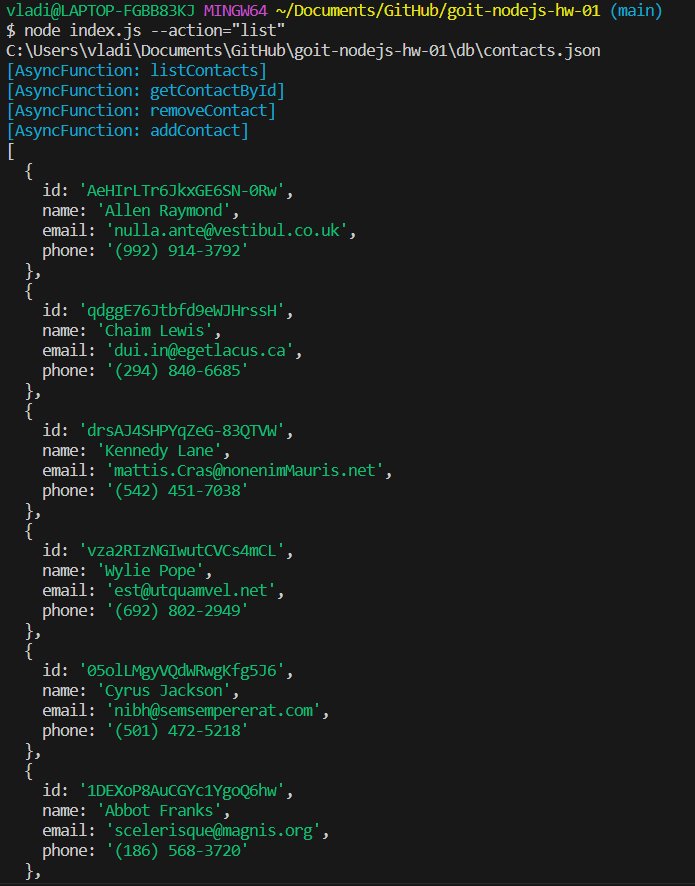 vladi@LAPTOP-FGBB83KJ MINGW64 ~/Documents/GitHub/goit-nodejs-hw-01 (main)
$ node index.js --action="list"
C:\Users\vladi\Documents\GitHub\goit-nodejs-hw-01\db\contacts.json
[AsyncFunction: listContacts]
[AsyncFunction: getContactById]
[AsyncFunction: removeContact]
[AsyncFunction: addContact]
[
  {
    id: 'AeHIrLTr6JkxGE6SN-0Rw',
    name: 'Allen Raymond',
    email: 'nulla.ante@vestibul.co.uk',
    phone: '(992) 914-3792'
  },
  {
    id: 'qdggE76Jtbfd9eWJHrssH',
    name: 'Chaim Lewis',
    email: 'dui.in@egetlacus.ca',
    phone: '(294) 840-6685'
  },
  {
    id: 'drsAJ4SHPYqZeG-83QTVW',
    name: 'Kennedy Lane',
    email: 'mattis.Cras@nonenimMauris.net',
    phone: '(542) 451-7038'
  },
  {
    id: 'vza2RIzNGIwutCVCs4mCL',
    name: 'Wylie Pope',
    email: 'est@utquamvel.net',
    phone: '(692) 802-2949'
  },
  {
    id: '05olLMgyVQdWRwgKfg5J6',
    name: 'Cyrus Jackson',
    email: 'nibh@semsempererat.com',
    phone: '(501) 472-5218'
  },
  {
    id: '1DEXoP8AuCGYc1YgoQ6hw',
    name: 'Abbot Franks',
    email: 'scelerisque@magnis.org',
    phone: '(186) 568-3720'
  },